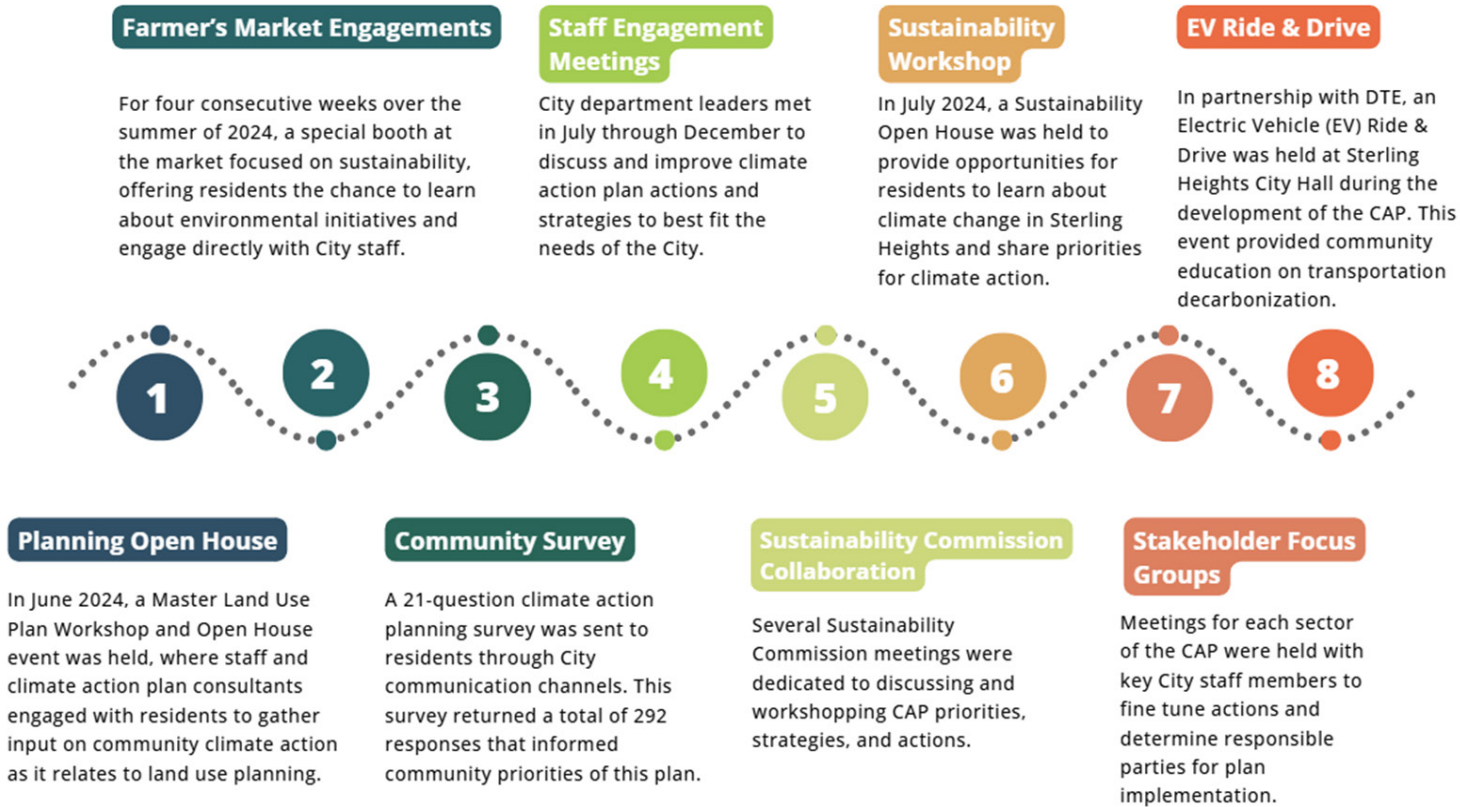 Farmer's Market Engagements
For four consecutive weeks over the
summer of 2024, a special booth at
the market focused on sustainability,
offering residents the chance to learn
about environmental initiatives and
engage directly with City staff.
Staff Engagement
Meetings
City department leaders met
in July through December to
discuss and improve climate
action plan actions and
strategies to best fit the
needs of the City.
Sustainability
Workshop
In July 2024, a Sustainability
Open House was held to
provide opportunities for
residents to learn about
climate change in Sterling
Heights and share priorities
for climate action.
EV Ride & Drive
In partnership with DTE, an
Electric Vehicle (EV) Ride &
Drive was held at Sterling
Heights City Hall during the
development of the CAP. This
event provided community
education on transportation
decarbonization.
1
2
3
4
5
6
7
8
Planning Open House
In June 2024, a Master Land Use
Plan Workshop and Open House
event was held, where staff and
climate action plan consultants
engaged with residents to gather
input on community climate action
as it relates to land use planning.
Community Survey
A 21-question climate action
planning survey was sent to
residents through City
communication channels. This
survey returned a total of 292
responses that informed
community priorities of this plan.
Sustainability Commission
Collaboration
Several Sustainability
Commission meetings were
dedicated to discussing and
workshopping CAP priorities,
strategies, and actions.
Stakeholder Focus
Groups
Meetings for each sector
of the CAP were held with
key City staff members to
fine tune actions and
determine responsible
parties for plan
implementation.